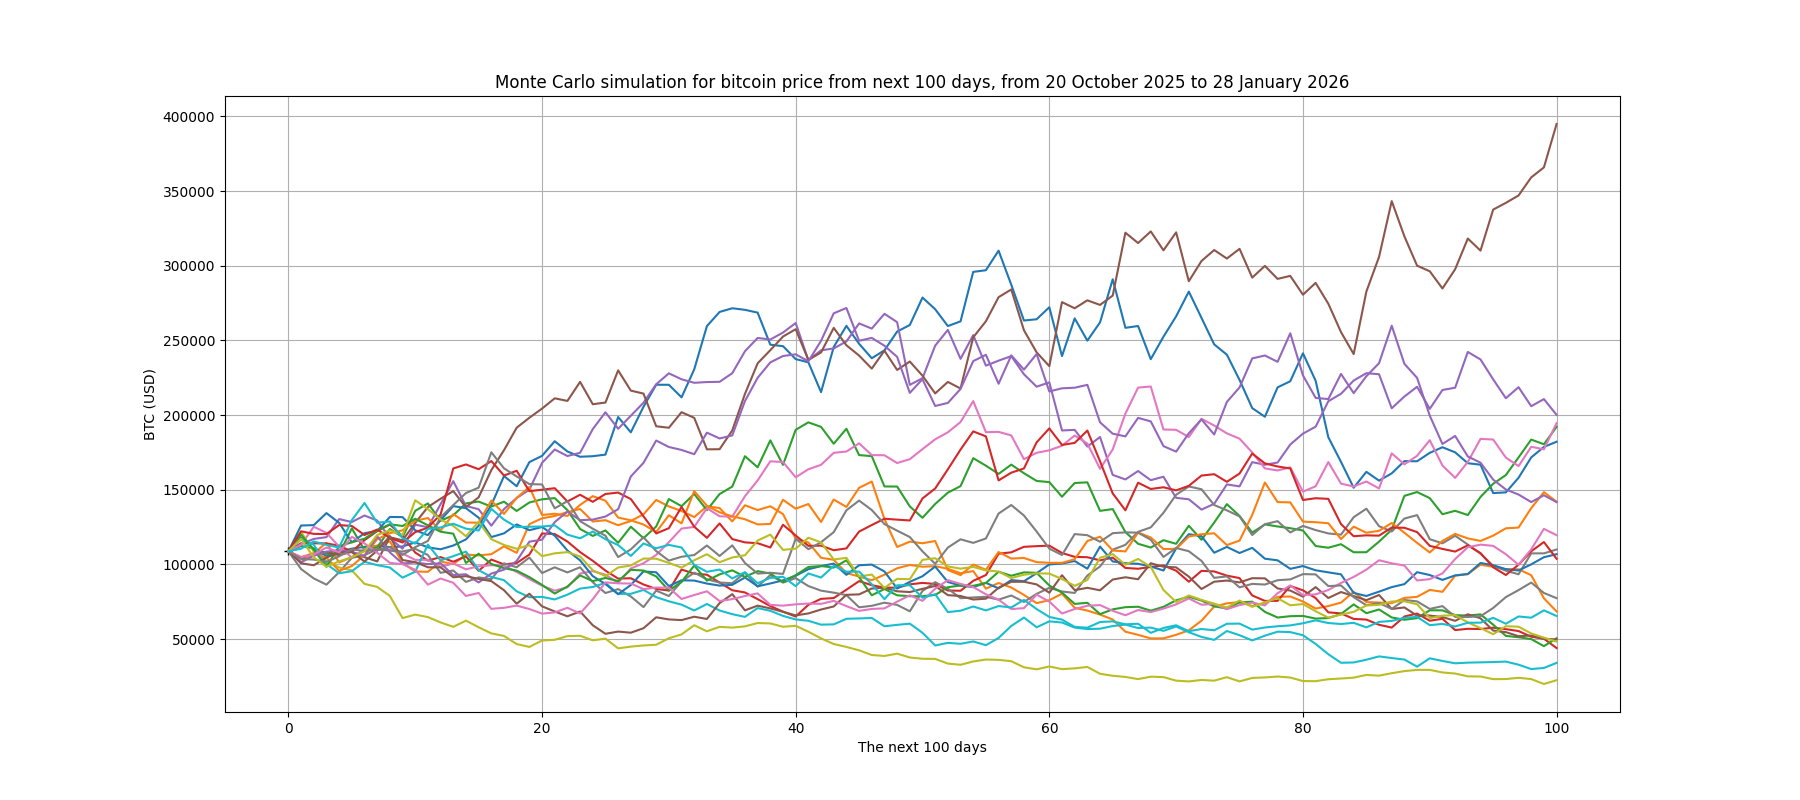 Monte Carlo simulation for bitcoin price from next 100 days, from 20 October 2025 to 28 January 2026
400000
350000
300000
250000
200000
150000
100000
50000
BTC (USD)
0 20 40 60 80 100
The next 100 days